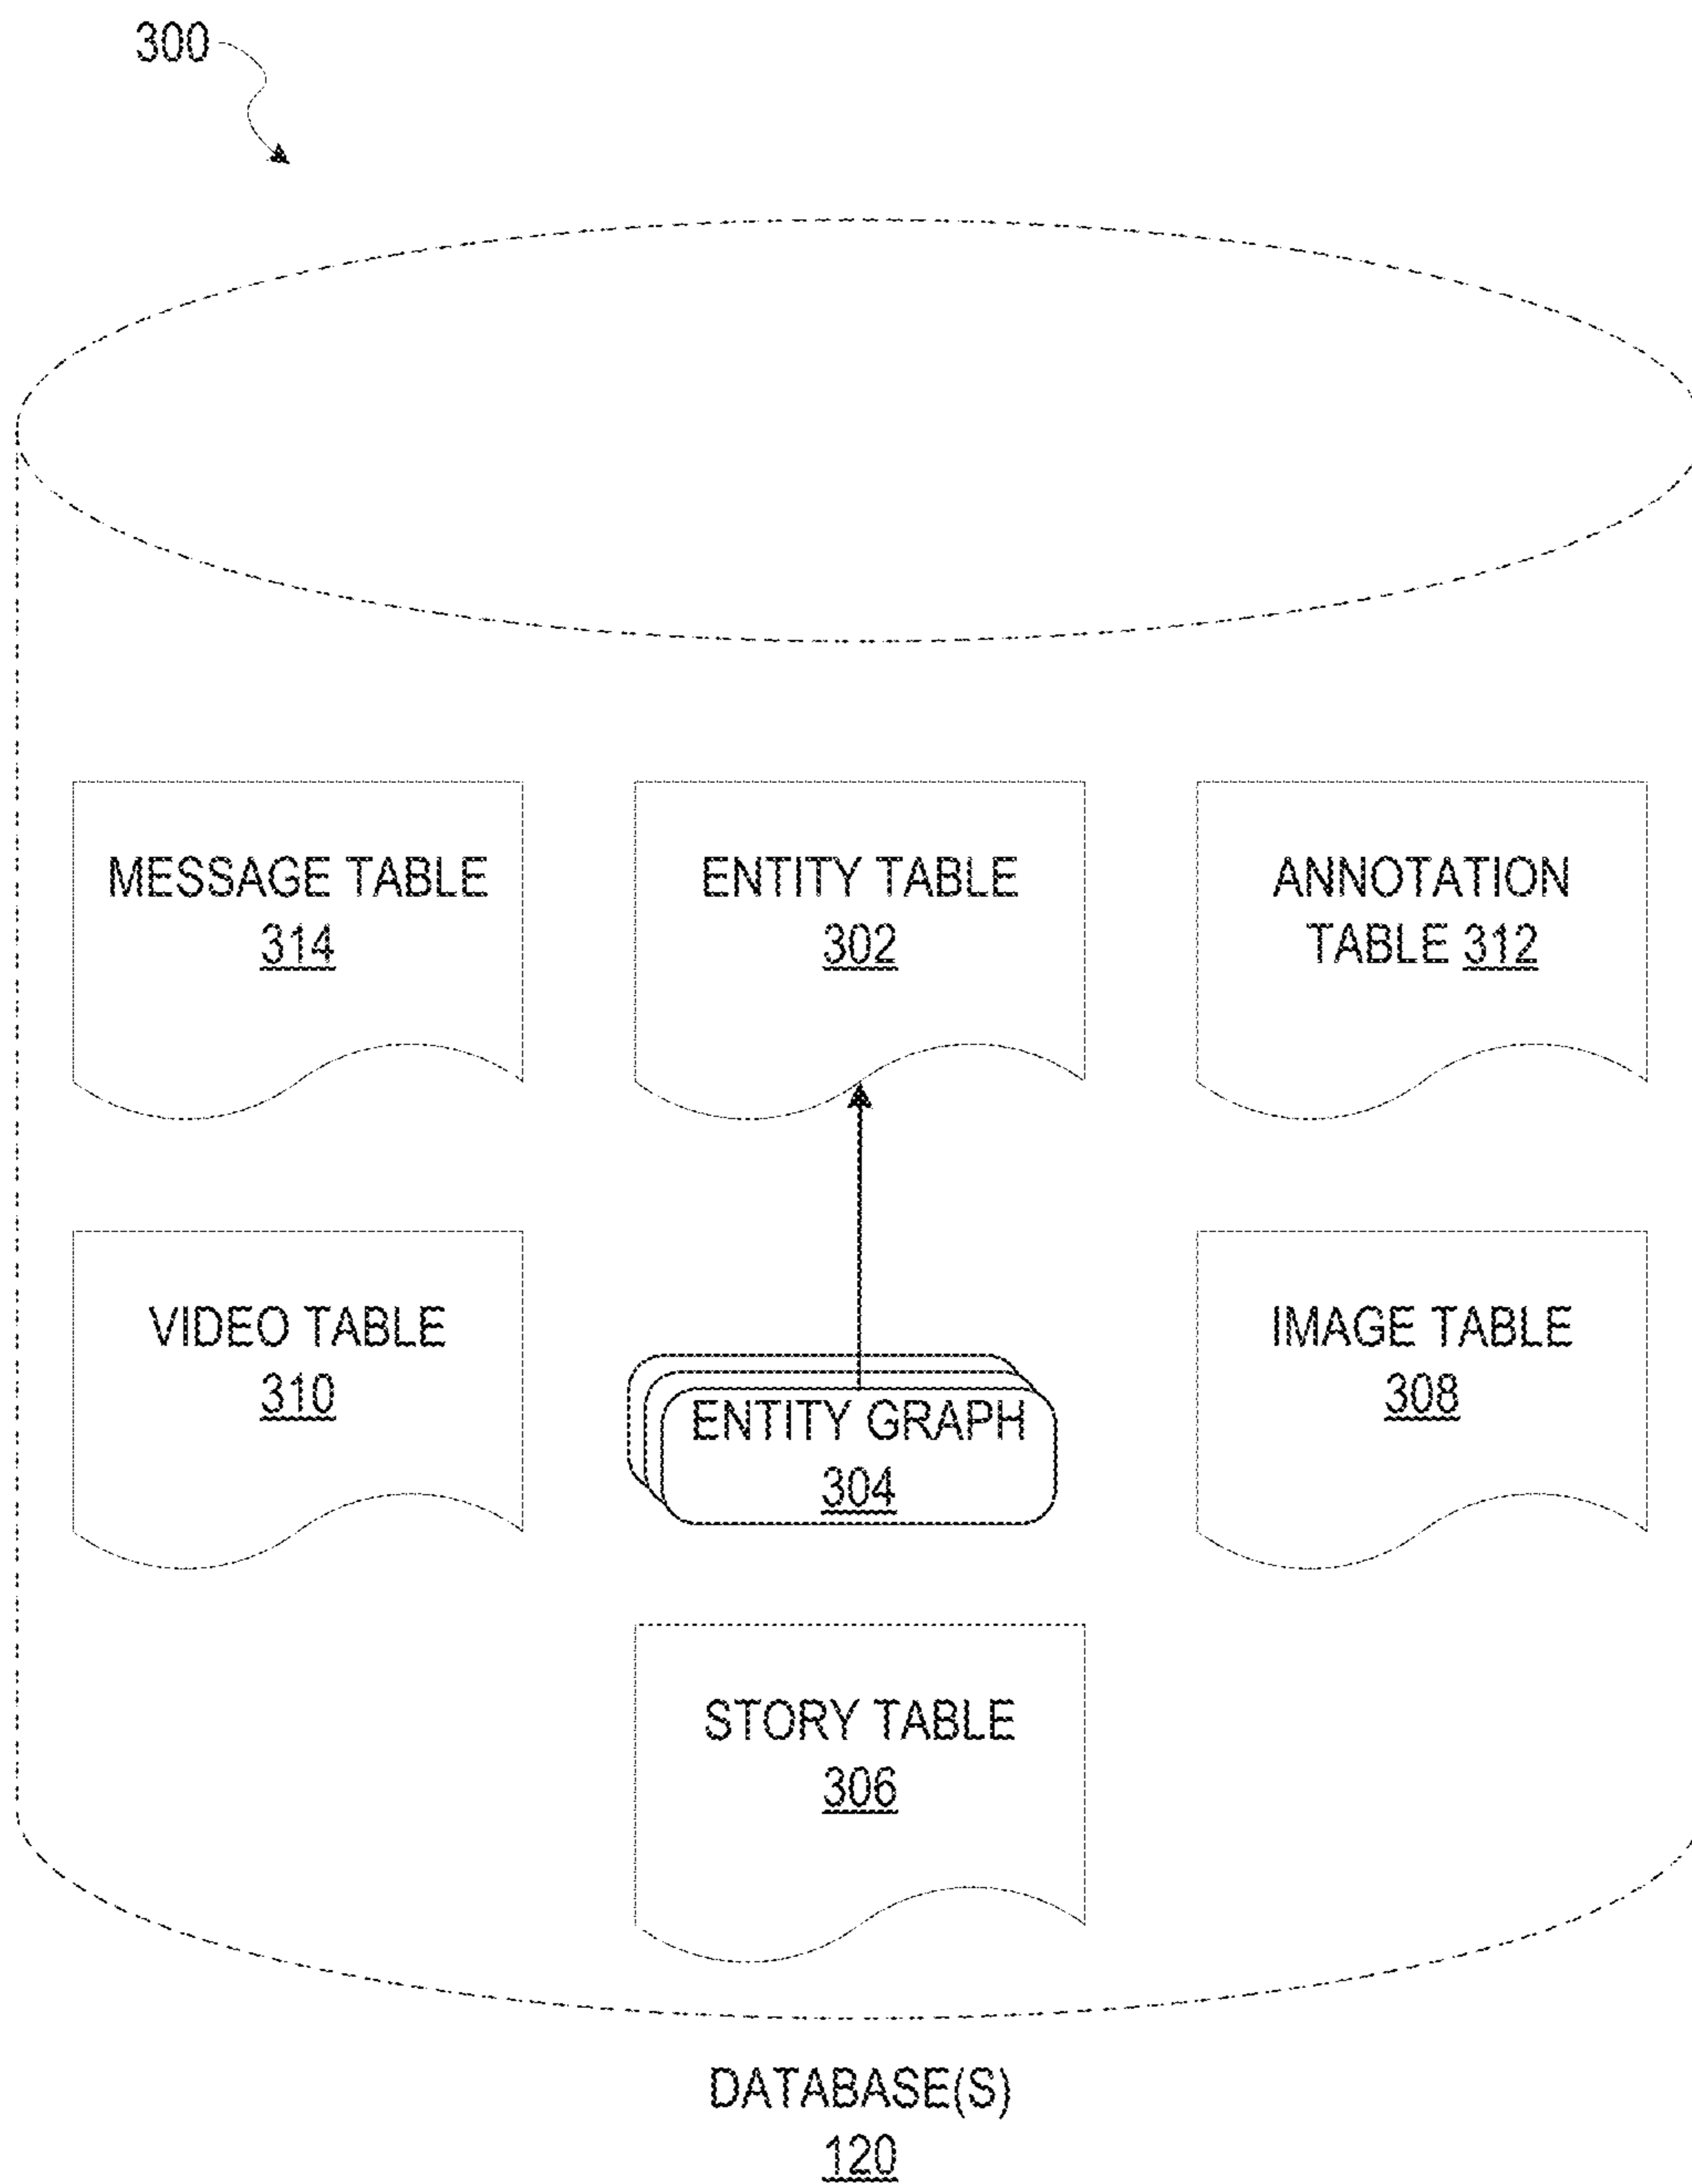 300
MESSAGE TABLE
314
ENTITY TABLE
302
ANNOTATION
TABLE 312
VIDEO TABLE
310
ENTITY GRAPH
304
IMAGE TABLE
308
STORY TABLE
306
DATABASE(S)
120